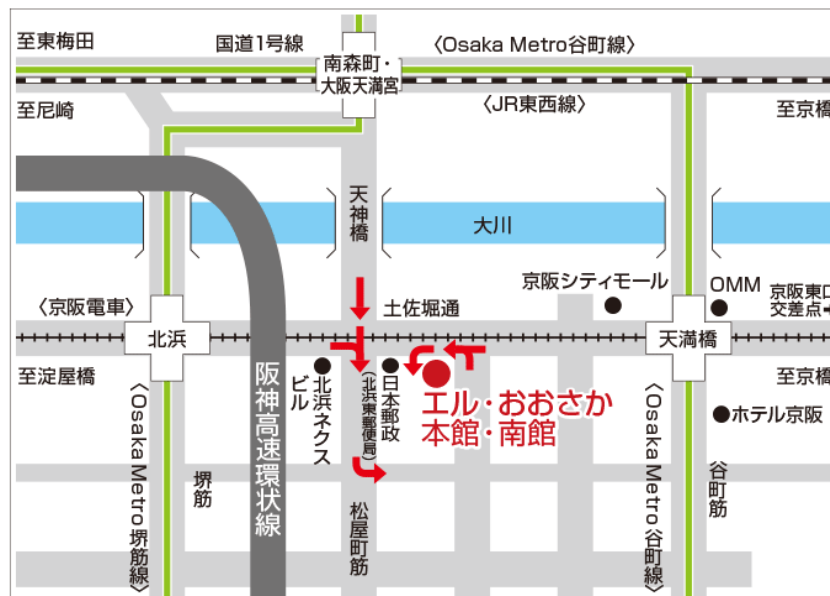 至東梅田
国道1号線
〈Osaka Metro谷町線〉
南森町・
大阪天満宮
至尼崎
〈JR東西線〉
至京橋
天神橋
大川
京阪シティモール
OMM
京阪東口
交差点
〈京阪電車〉
土佐堀通
北浜
天満橋
至淀屋橋
至京橋
北浜ネクス
ビル
日本郵政
(北浜東郵便局)
エル・おおさか
本館・南館
ホテル京阪
阪神高速環状線
〈Osaka Metro堺筋線〉
堺筋
松屋町筋
〈Osaka Metro谷町線〉
谷町筋